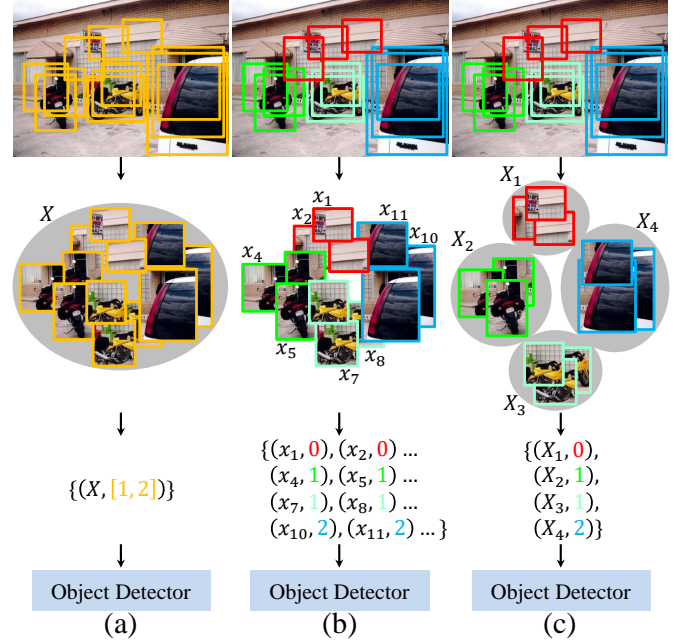 X
x₁
x₂
x₁₁
x₁₀
x₄
x₅
x₈
x₇
X₁
X₂
X₄
X₃
{(X, [1, 2])}
{(x₁, 0), (x₂, 0) ...
(x₄, 1), (x₅, 1) ...
(x₇, 1), (x₈, 1) ...
(x₁₀, 2), (x₁₁, 2) ... }
{(X₁, 0),
(X₂, 1),
(X₃, 1),
(X₄, 2)}
Object Detector
Object Detector
Object Detector
(a)
(b)
(c)